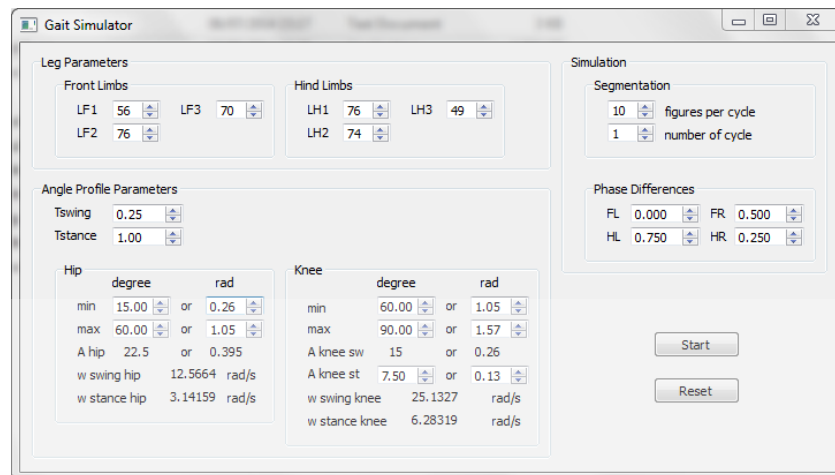 Gait Simulator
Leg Parameters
Front Limbs
LF1 56 LF3 70
LF2 76
Hind Limbs
LH1 76 LH3 49
LH2 74
Angle Profile Parameters
Tswing 0.25
Tstance 1.00
Hip
degree rad
min 15.00 or 0.26
max 60.00 or 1.05
A hip 22.5 or 0.395
w swing hip 12.5664 rad/s
w stance hip 3.14159 rad/s
Knee
degree rad
min 60.00 or 1.05
max 90.00 or 1.57
A knee sw 15 or 0.26
A knee st 7.50 or 0.13
w swing knee 25.1327 rad/s
w stance knee 6.28319 rad/s
Simulation
Segmentation
10 figures per cycle
1 number of cycle
Phase Differences
FL 0.000 FR 0.500
HL 0.750 HR 0.250
Start
Reset